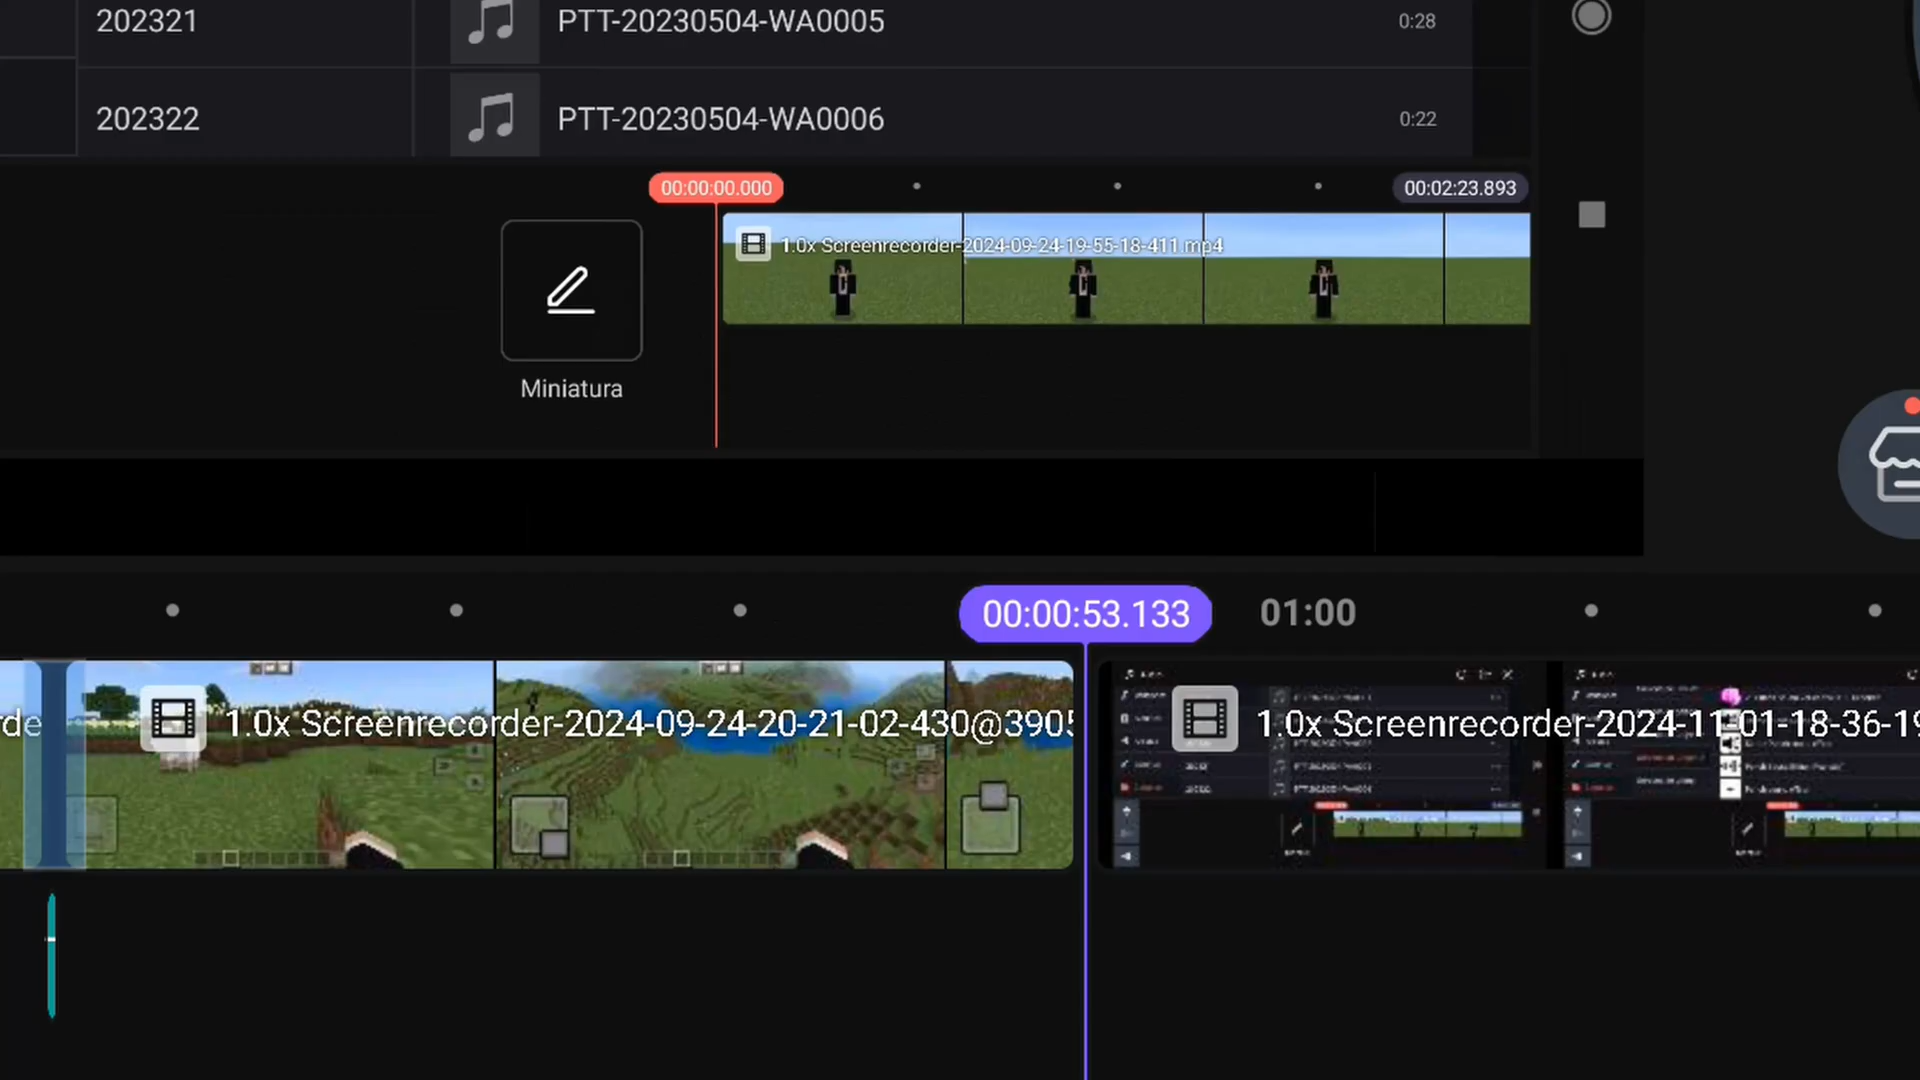 202321 PTT-20230504-WA0005 0:28
202322 PTT-20230504-WA0006 0:22
00:00:00.000 00:02:23.893
1.0x Screenrecorder-2024-09-24-19-55-18-411.mp4
Miniatura
00:00:53.133 01:00
de 1.0x Screenrecorder-2024-09-24-20-21-02-430@3905 1.0x Screenrecorder-2024-11-01-18-36-19